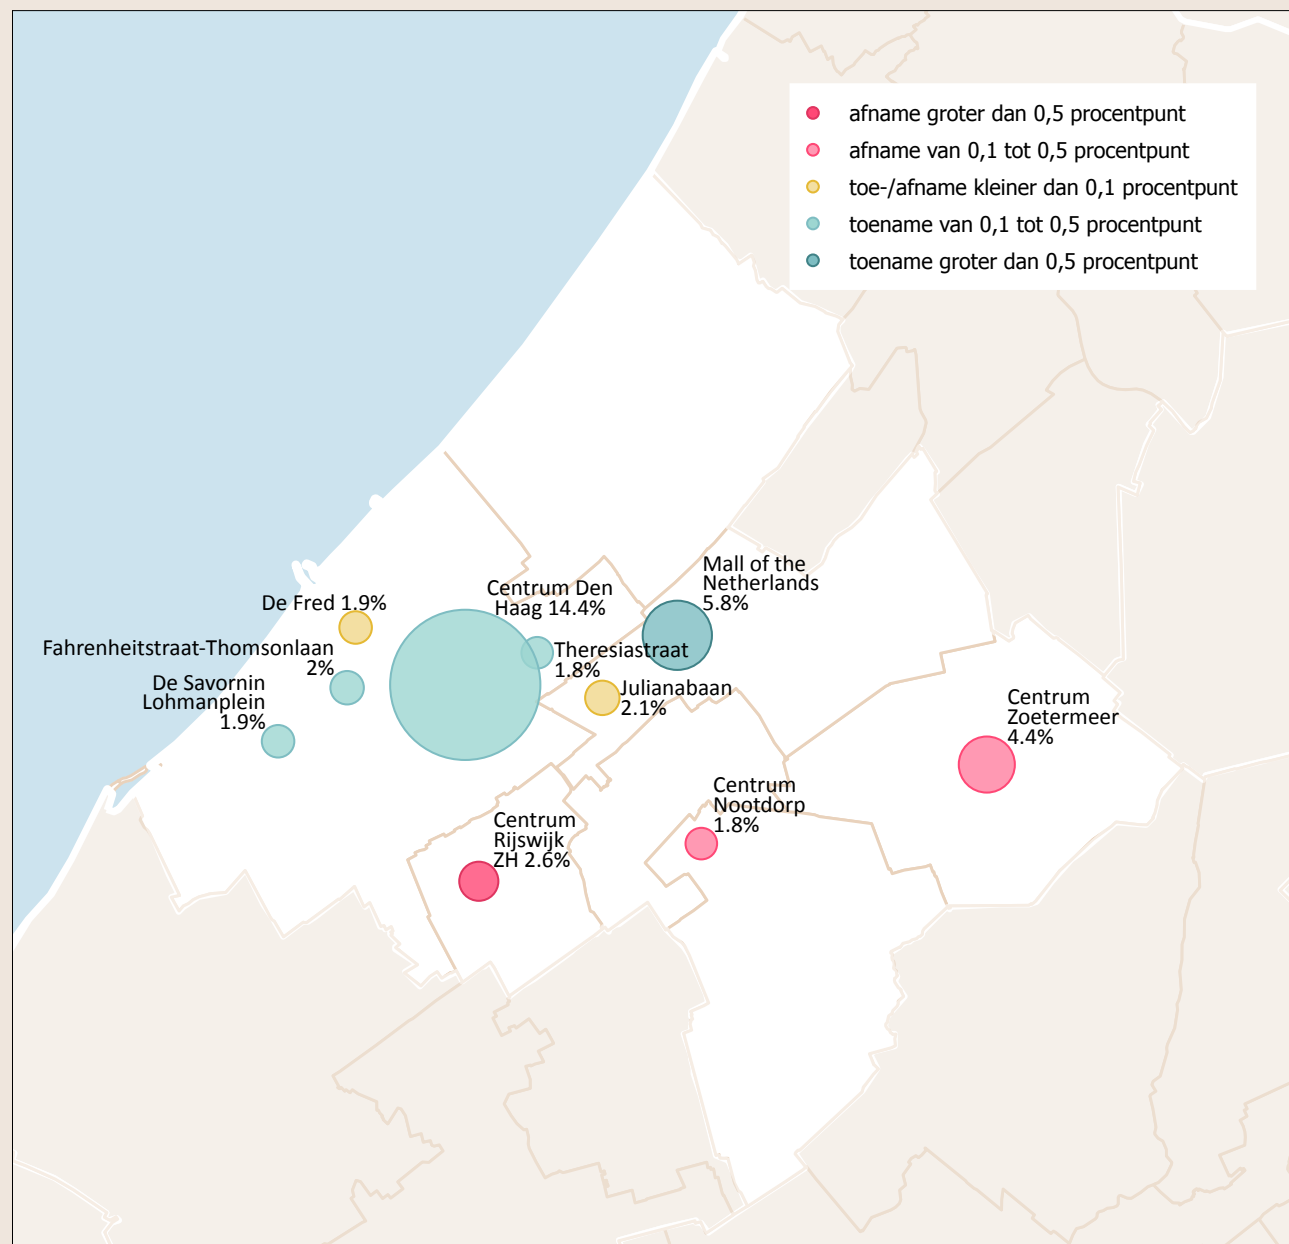 afname groter dan 0,5 procentpunt
afname van 0,1 tot 0,5 procentpunt
toe-/afname kleiner dan 0,1 procentpunt
toename van 0,1 tot 0,5 procentpunt
toename groter dan 0,5 procentpunt
Mall of the
Netherlands
5.8%
Centrum Den
Haag 14.4%
De Fred 1.9%
Theresiastraat
1.8%
Fahrenheitstraat-Thomsonlaan
2%
De Savornin
Lohmanplein
1.9%
Julianabaan
2.1%
Centrum
Zoetermeer
4.4%
Centrum
Nootdorp
1.8%
Centrum
Rijswijk
ZH 2.6%